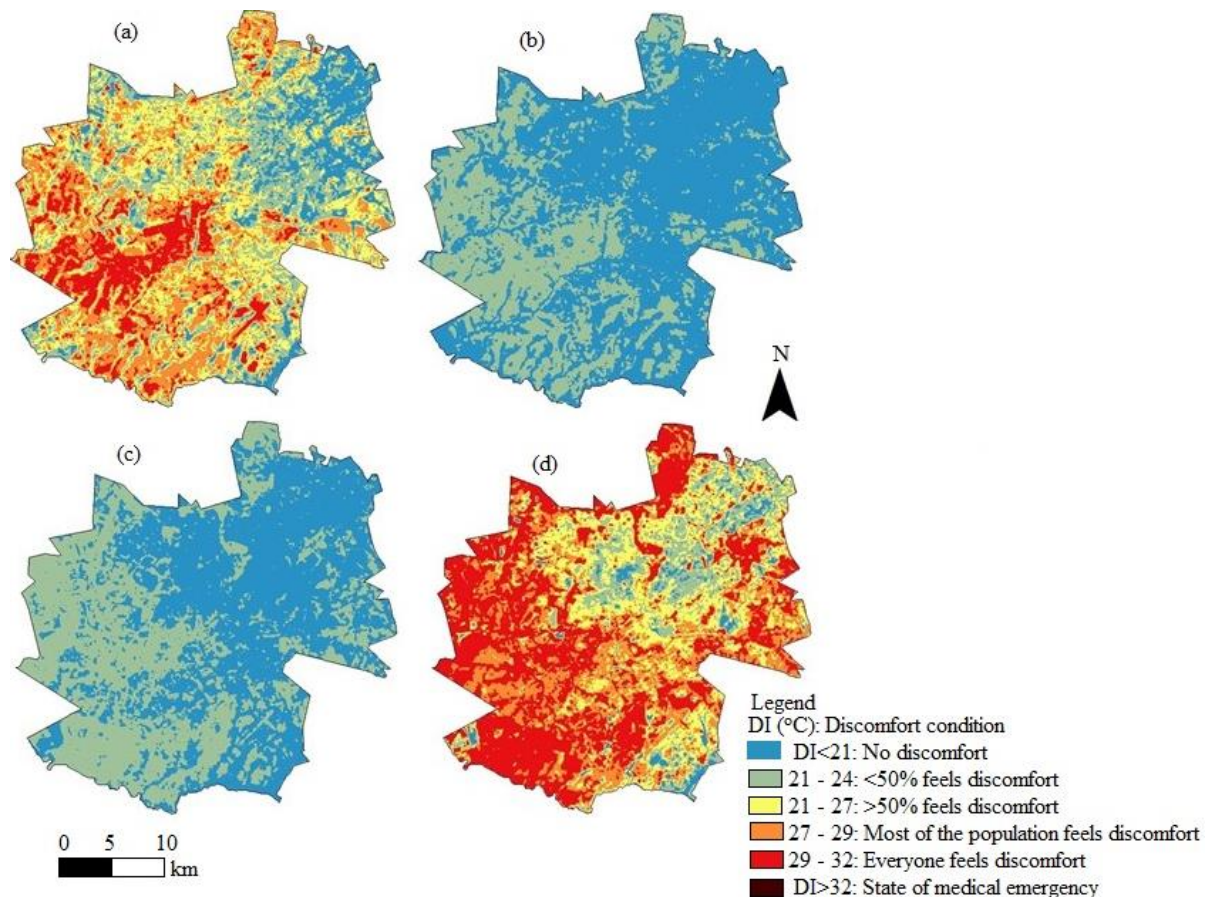 (a)
(b)
N
(c)
(d)
Legend
DI (°C): Discomfort condition
DI<21: No discomfort
21 - 24: <50% feels discomfort
21 - 27: >50% feels discomfort
27 - 29: Most of the population feels discomfort
29 - 32: Everyone feels discomfort
DI>32: State of medical emergency
0 5 10
km